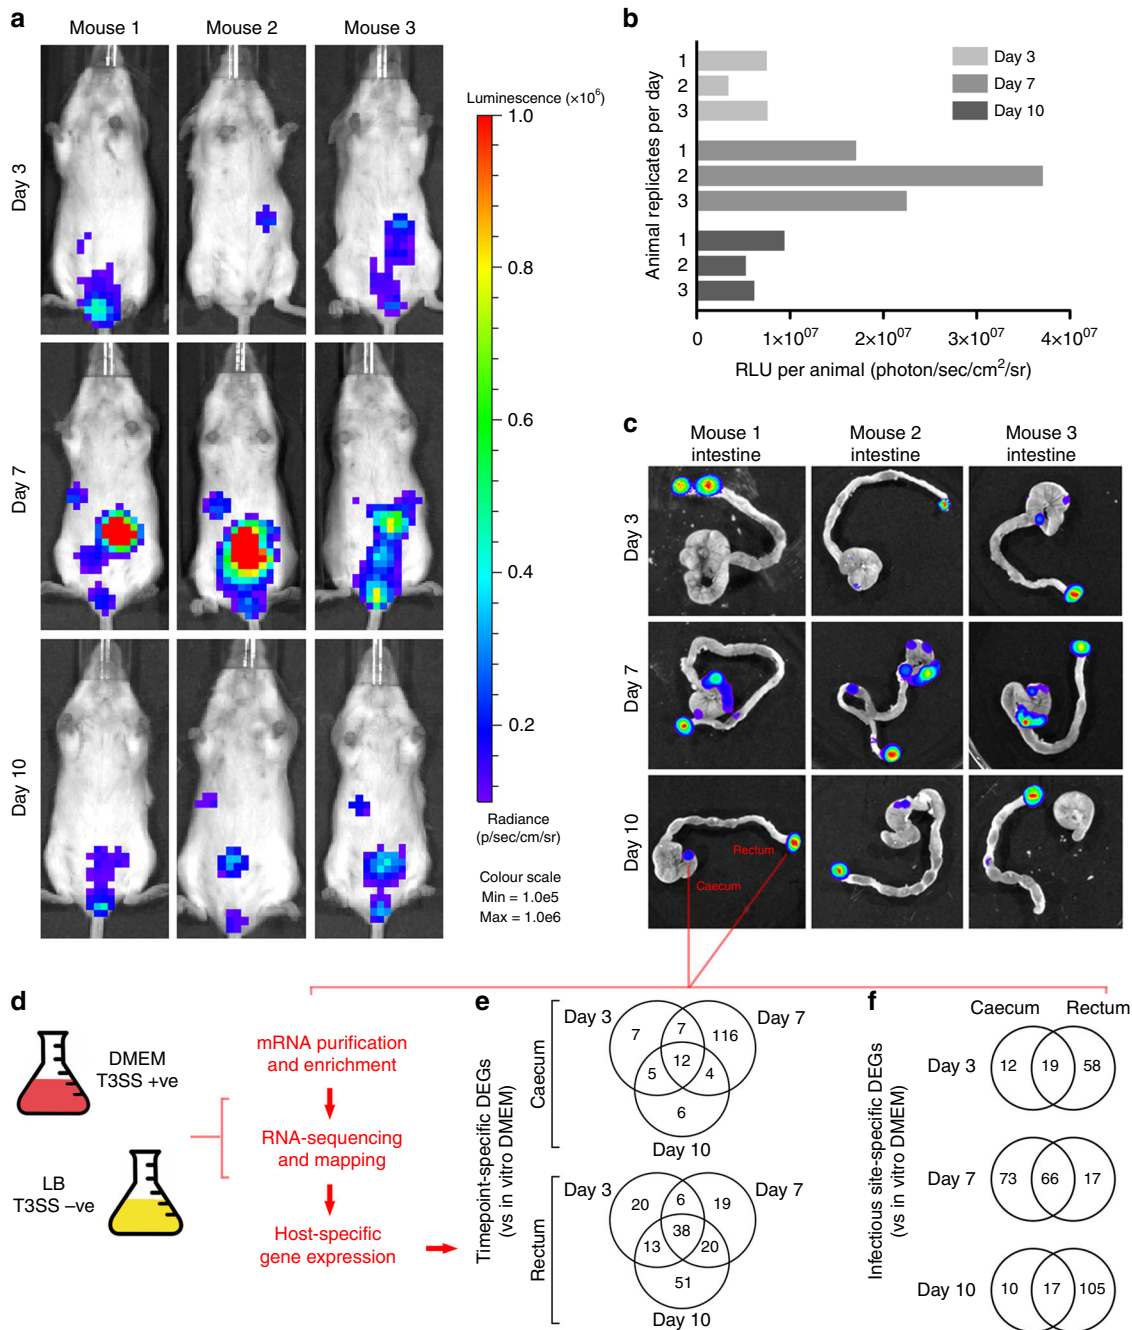 a
Mouse 1
Mouse 2
Mouse 3
Day 3
Day 7
Day 10
Luminescence (×10⁶)
1.0
0.8
0.6
0.4
0.2
Radiance
(p/sec/cm/sr)
Colour scale
Min = 1.0e5
Max = 1.0e6
b
Animal replicates per day
1
2
3
1
2
3
1
2
3
Day 3
Day 7
Day 10
0
1×10⁰⁷
2×10⁰⁷
3×10⁰⁷
4×10⁰⁷
RLU per animal (photon/sec/cm²/sr)
c
Mouse 1
intestine
Mouse 2
intestine
Mouse 3
intestine
Day 3
Day 7
Day 10
Rectum
Caecum
d
DMEM
T3SS +ve
LB
T3SS –ve
mRNA purification
and enrichment
RNA-sequencing
and mapping
Host-specific
gene expression
e
Timepoint-specific DEGs
(vs in vitro DMEM)
Caecum
Day 3
Day 7
7
7
116
12
5
4
6
Day 10
Rectum
Day 3
Day 7
20
6
19
38
13
20
51
Day 10
f
Infectious site-specific DEGs
(vs in vitro DMEM)
Caecum
Rectum
Day 3
12
19
58
Day 7
73
66
17
Day 10
10
17
105